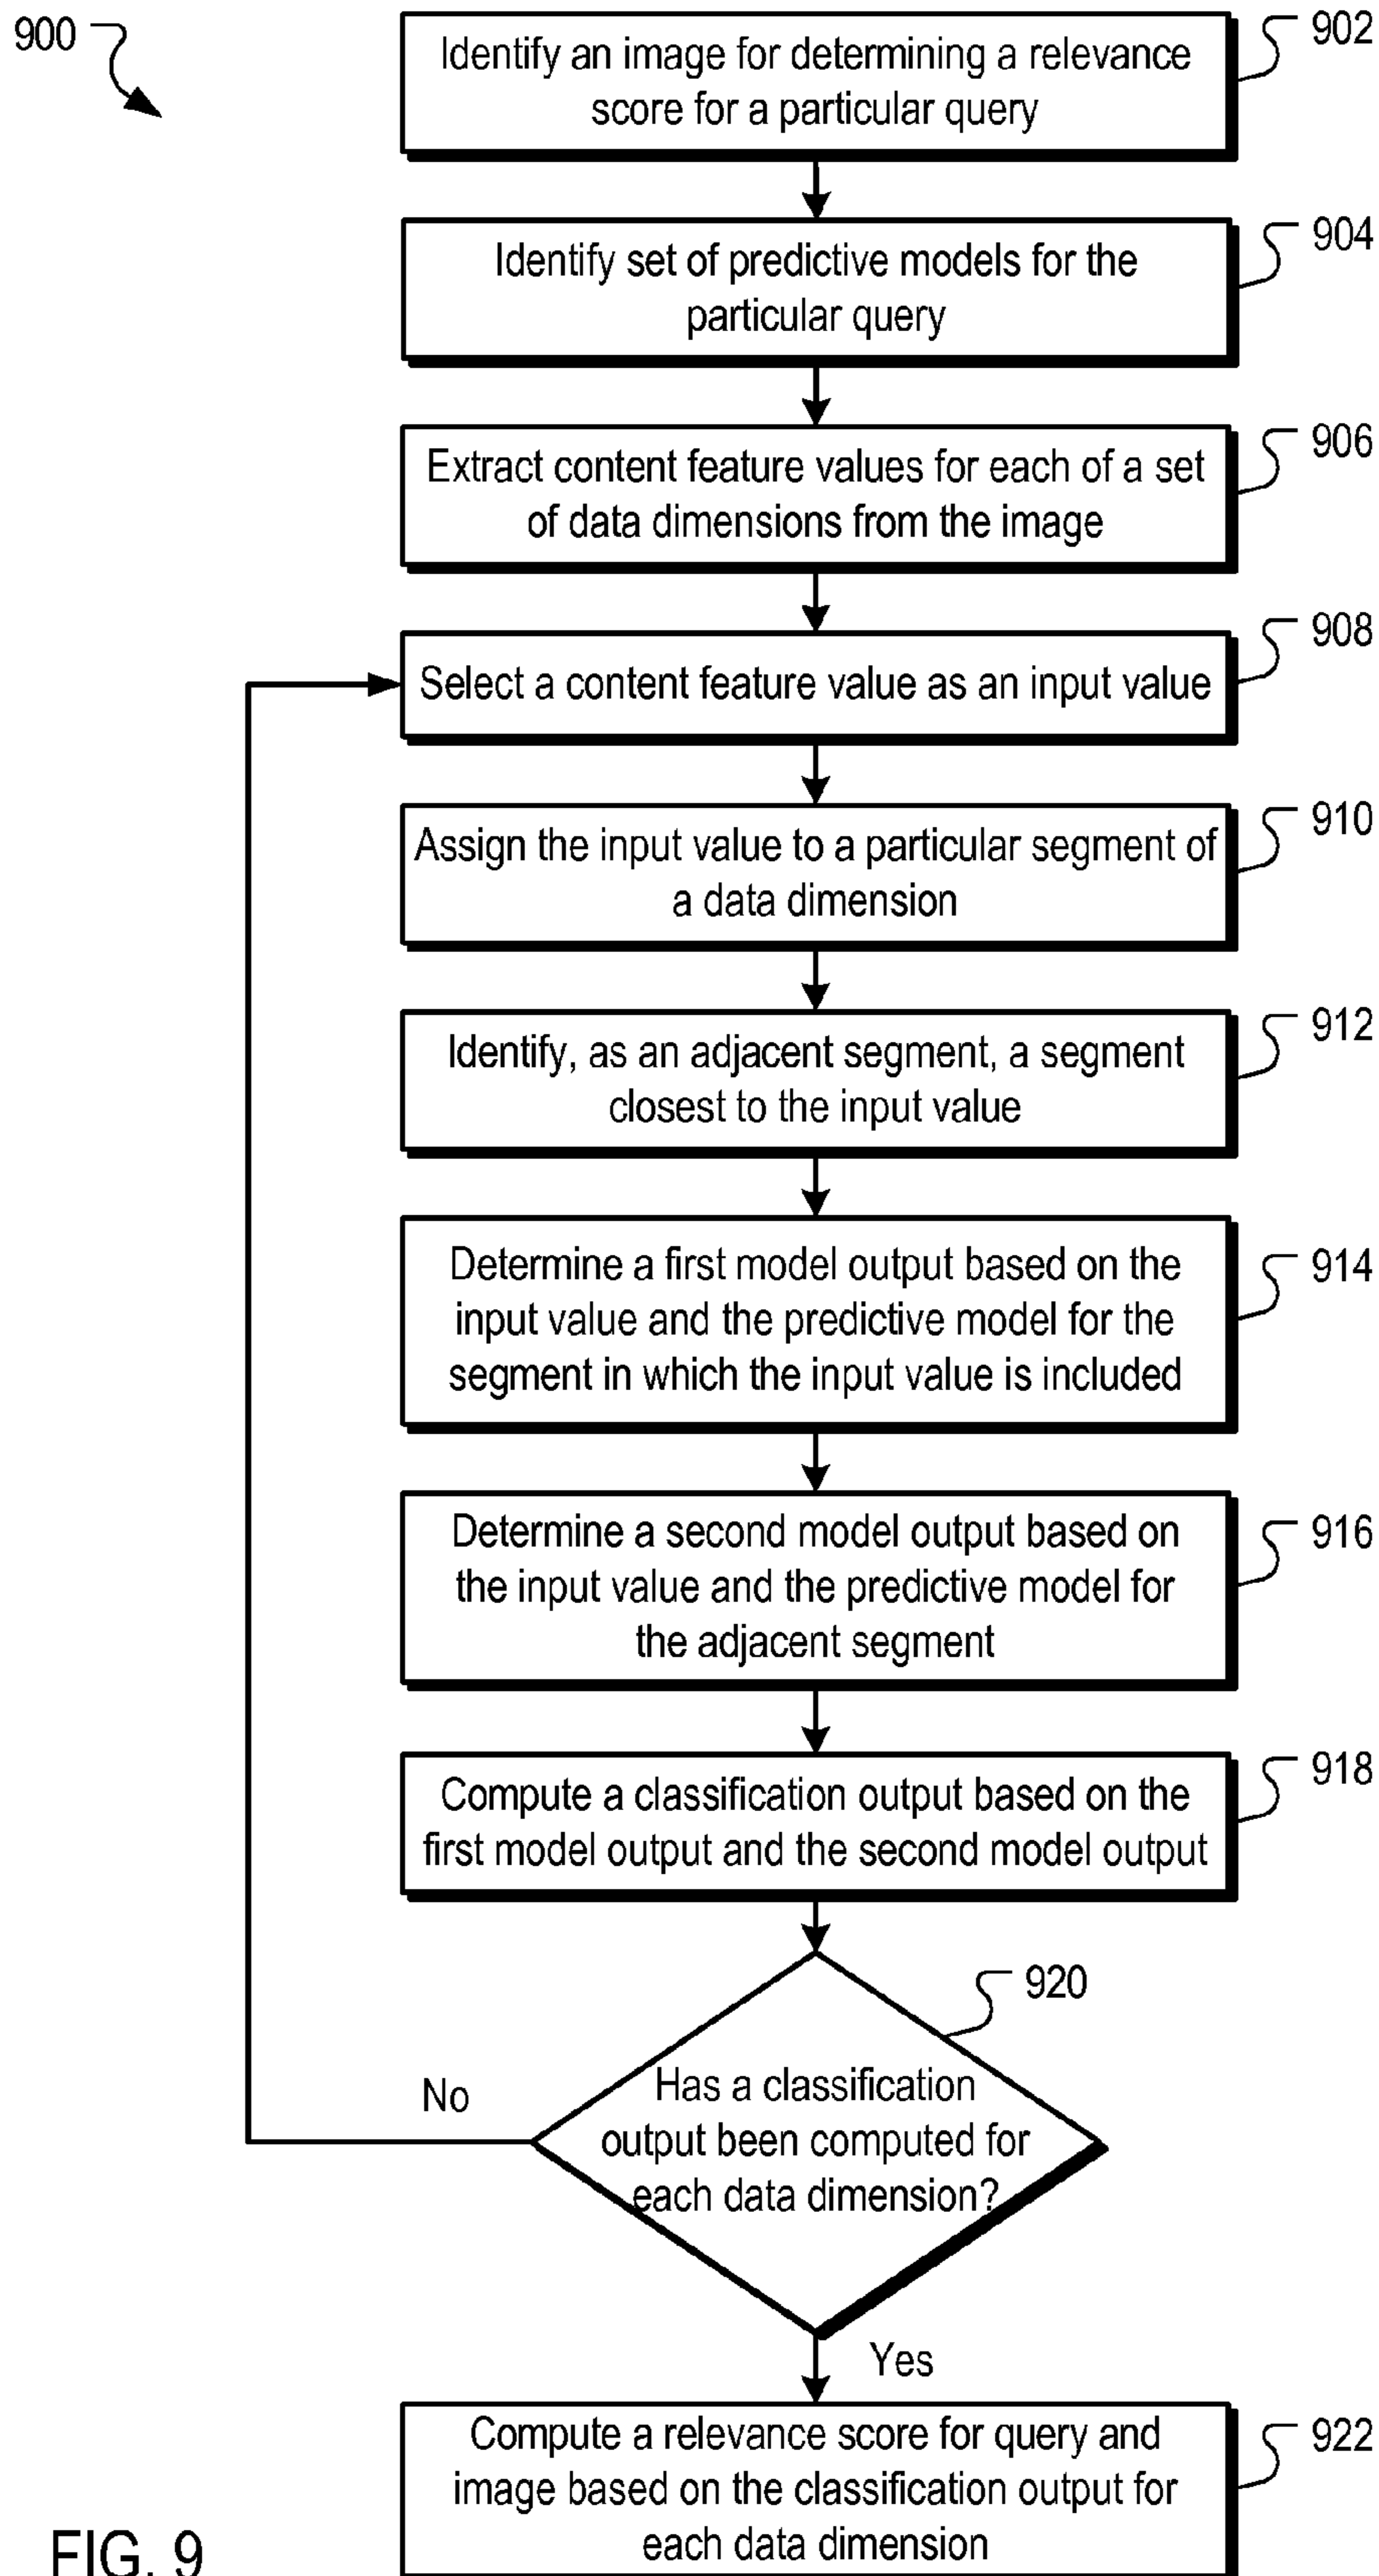 900
Identify an image for determining a relevance
score for a particular query
902
Identify set of predictive models for the
particular query
904
Extract content feature values for each of a set
of data dimensions from the image
906
Select a content feature value as an input value
908
Assign the input value to a particular segment of
a data dimension
910
Identify, as an adjacent segment, a segment
closest to the input value
912
Determine a first model output based on the
input value and the predictive model for the
segment in which the input value is included
914
Determine a second model output based on
the input value and the predictive model for
the adjacent segment
916
Compute a classification output based on the
first model output and the second model output
918
920
Has a classification
output been computed for
each data dimension?
No
Yes
Compute a relevance score for query and
image based on the classification output for
each data dimension
922
FIG. 9